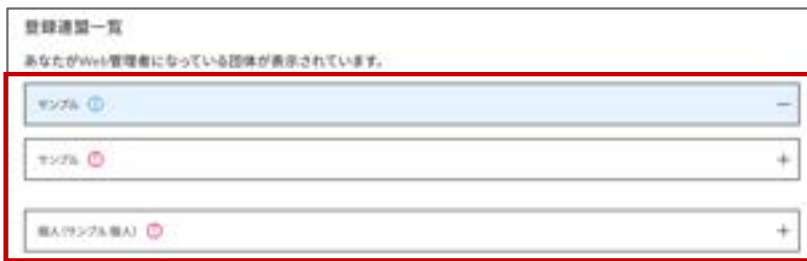 登録連盟一覧
あなたがWeb管理者になっている団体が表示されています。
サンプル
サンプル
個人(サンプル個人)